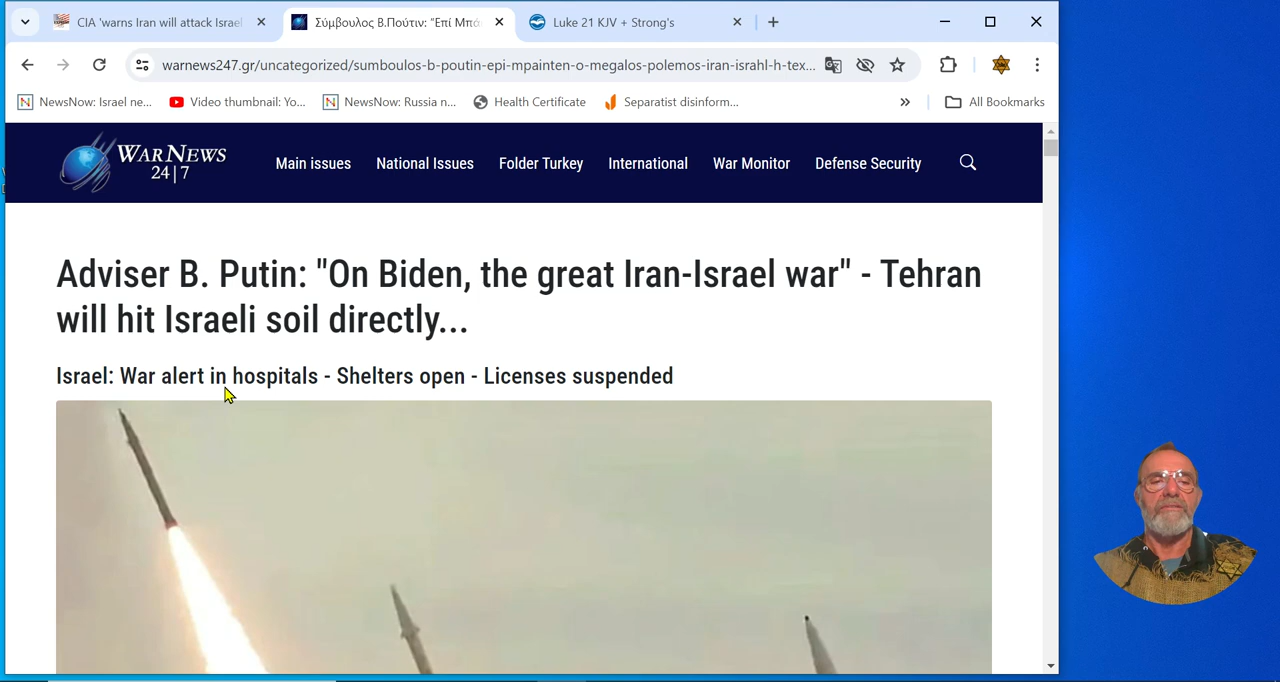 CIA 'warns Iran will attack Israel
Σύμβουλος Β.Πούτιν: "Επί Μπά
Luke 21 KJV + Strong's
warnews247.gr/uncategorized/sumboulos-b-poutin-epi-mpainten-o-megalos-polemos-iran-israhl-h-tex...
NewsNow: Israel ne...
Video thumbnail: Yo...
NewsNow: Russia n...
Health Certificate
Separatist disinform...
All Bookmarks
WARNEWS
24|7
Main issues
National Issues
Folder Turkey
International
War Monitor
Defense Security
Adviser B. Putin: "On Biden, the great Iran-Israel war" - Tehran
will hit Israeli soil directly...
Israel: War alert in hospitals - Shelters open - Licenses suspended